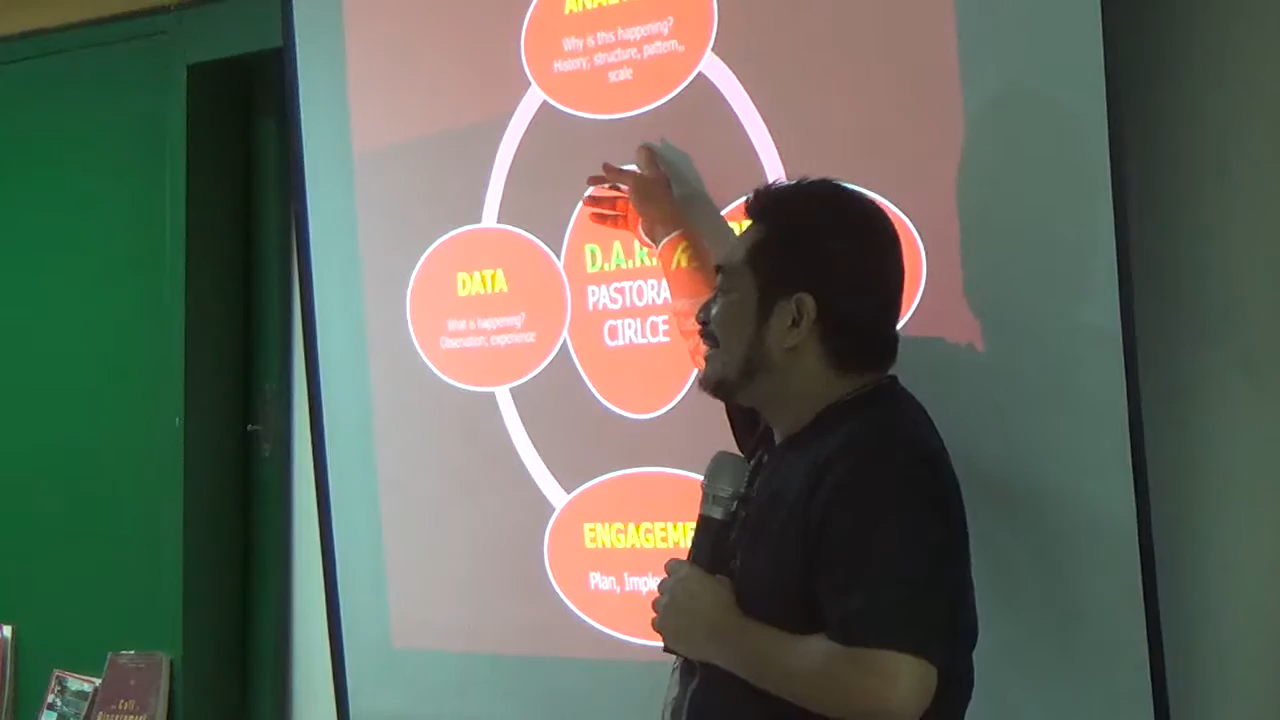 Why is this happening?
History; structure, pattern,,
scale
DATA
What is happening?
Observation; experience
D.A.R.
PASTORA
CIRLCE
ENGAGEME
Plan, Imple